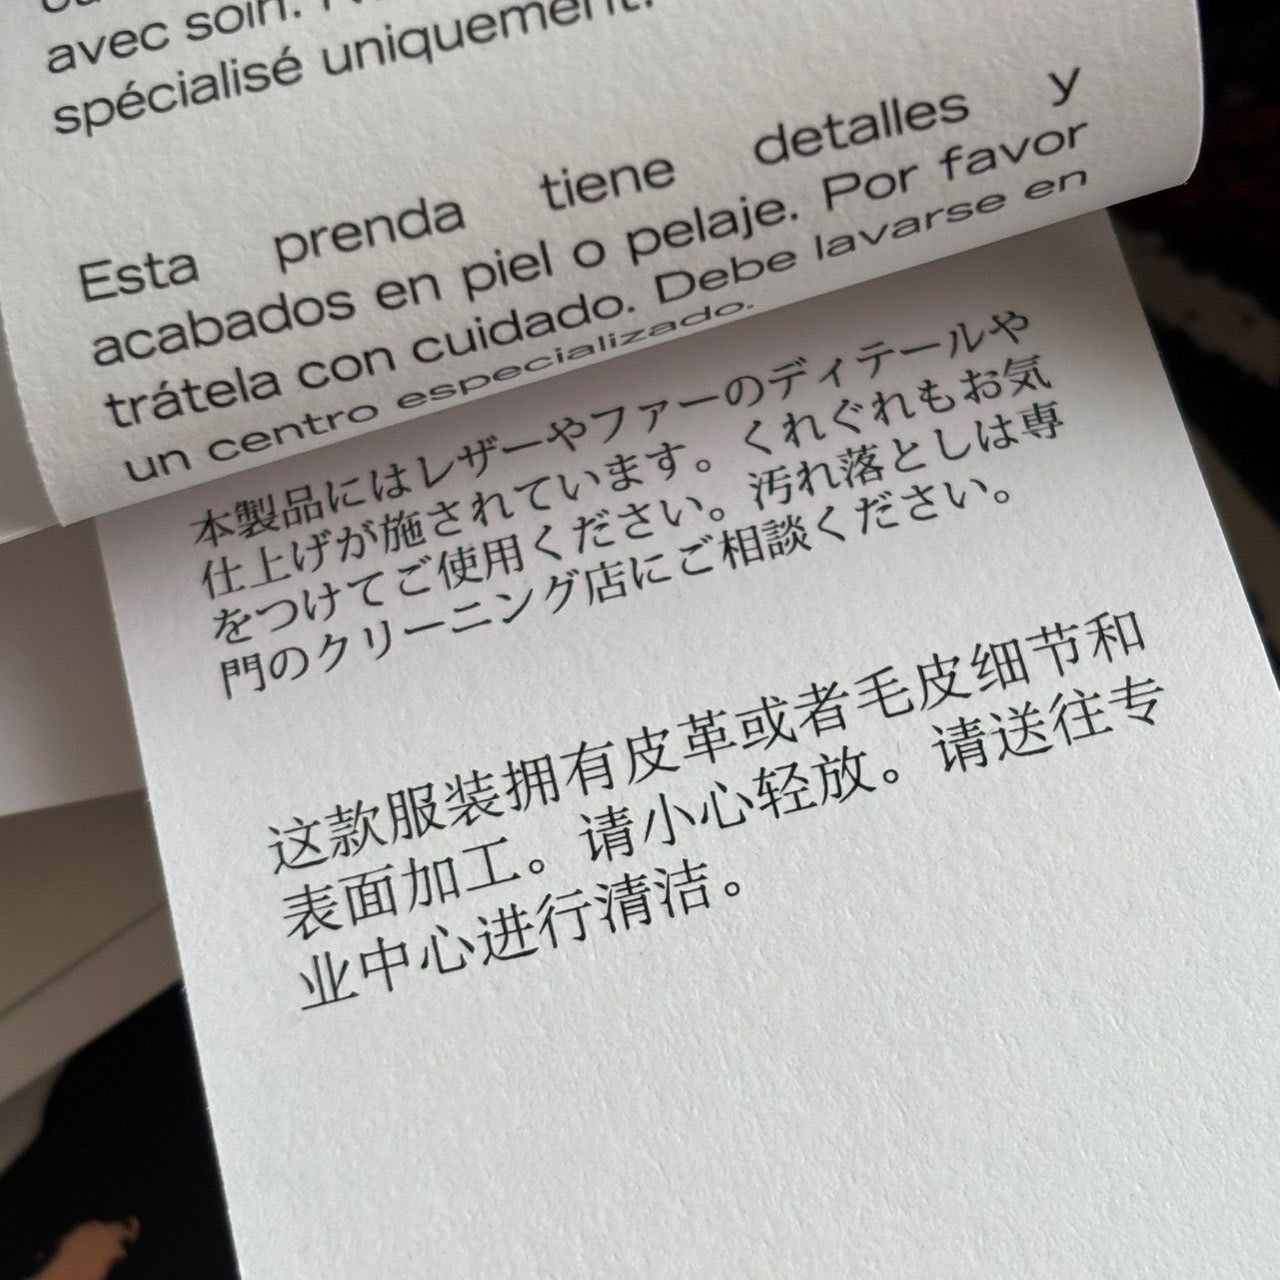 avec soin.
spécialisé uniquement.
Esta prenda tiene detalles y
acabados en piel o pelaje. Por favor
trátela con cuidado. Debe lavarse en
un centro especializado.
本製品にはレザーやファーのディテールや
仕上げが施されています。くれぐれもお気
をつけてご使用ください。汚れ落としは専
門のクリーニング店にご相談ください。
这款服装拥有皮革或者毛皮细节和
表面加工。请小心轻放。请送往专
业中心进行清洁。